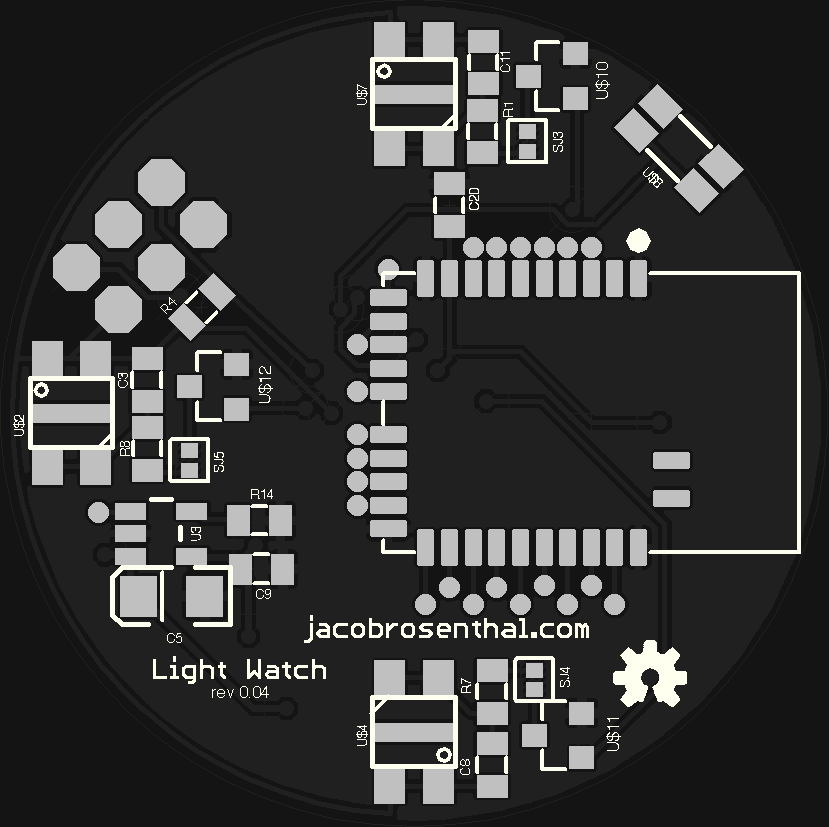 U$7
C11
U$10
R1
SJ3
U$8
C20
R4
U$12
C3
U$2
R8
SJ5
R14
U3
C9
C5
jacobrosenthal.com
Light Watch
rev 0.04
R7
SJ4
U$4
U$11
C8